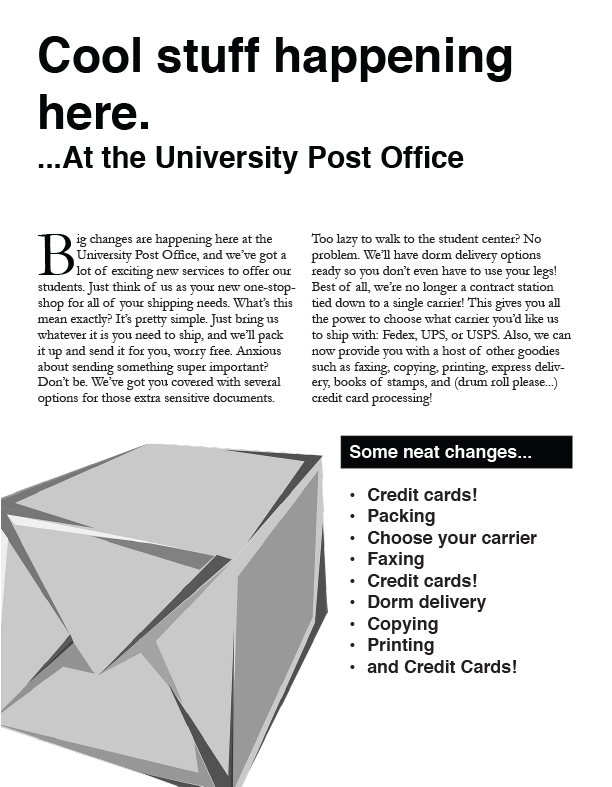 Cool stuff happening
here.
...At the University Post Office
Big changes are happening here at the
University Post Office, and we've got a
lot of exciting new services to offer our
students. Just think of us as your new one-stop-
shop for all of your shipping needs. What's this
mean exactly? It's pretty simple. Just bring us
whatever it is you need to ship, and we'll pack
it up and send it for you, worry free. Anxious
about sending something super important?
Don't be. We've got you covered with several
options for those extra sensitive documents.
Too lazy to walk to the student center? No
problem. We'll have dorm delivery options
ready so you don't even have to use your legs!
Best of all, we're no longer a contract station
tied down to a single carrier! This gives you all
the power to choose what carrier you'd like us
to ship with: Fedex, UPS, or USPS. Also, we can
now provide you with a host of other goodies
such as faxing, copying, printing, express deliv-
ery, books of stamps, and (drum roll please...)
credit card processing!
Some neat changes...
• Credit cards!
• Packing
• Choose your carrier
• Faxing
• Credit cards!
• Dorm delivery
• Copying
• Printing
• and Credit Cards!